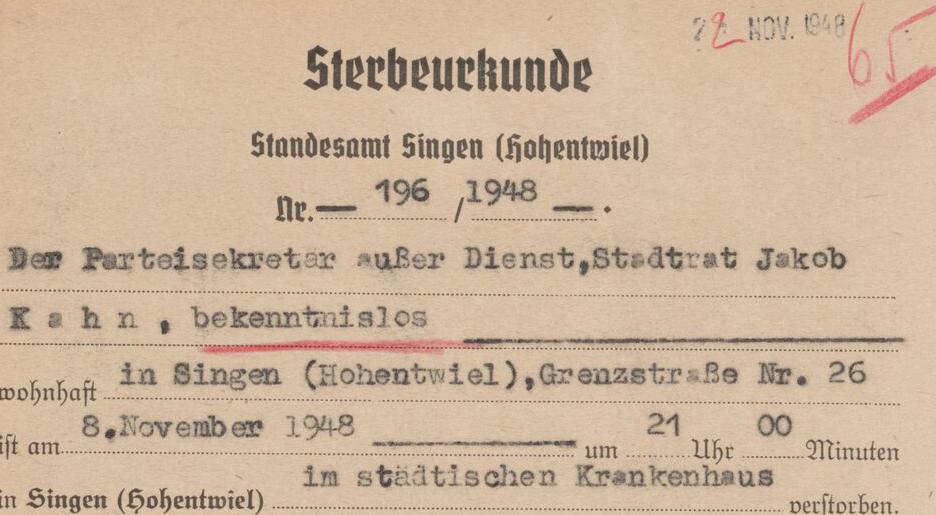 22 NOV. 1948 65
Sterbeurkunde
Standesamt Singen (Hohentwiel)
Nr. — 196 / 1948 — .
Der Parteisekretär außer Dienst,Stadtrat Jakob
K a h n , bekenntnislos
wohnhaft in Singen (Hohentwiel),Grenzstraße Nr. 26
ist am 8.November 1948 um 21 Uhr 00 Minuten
in Singen (Hohentwiel) im städtischen Krankenhaus verstorben.